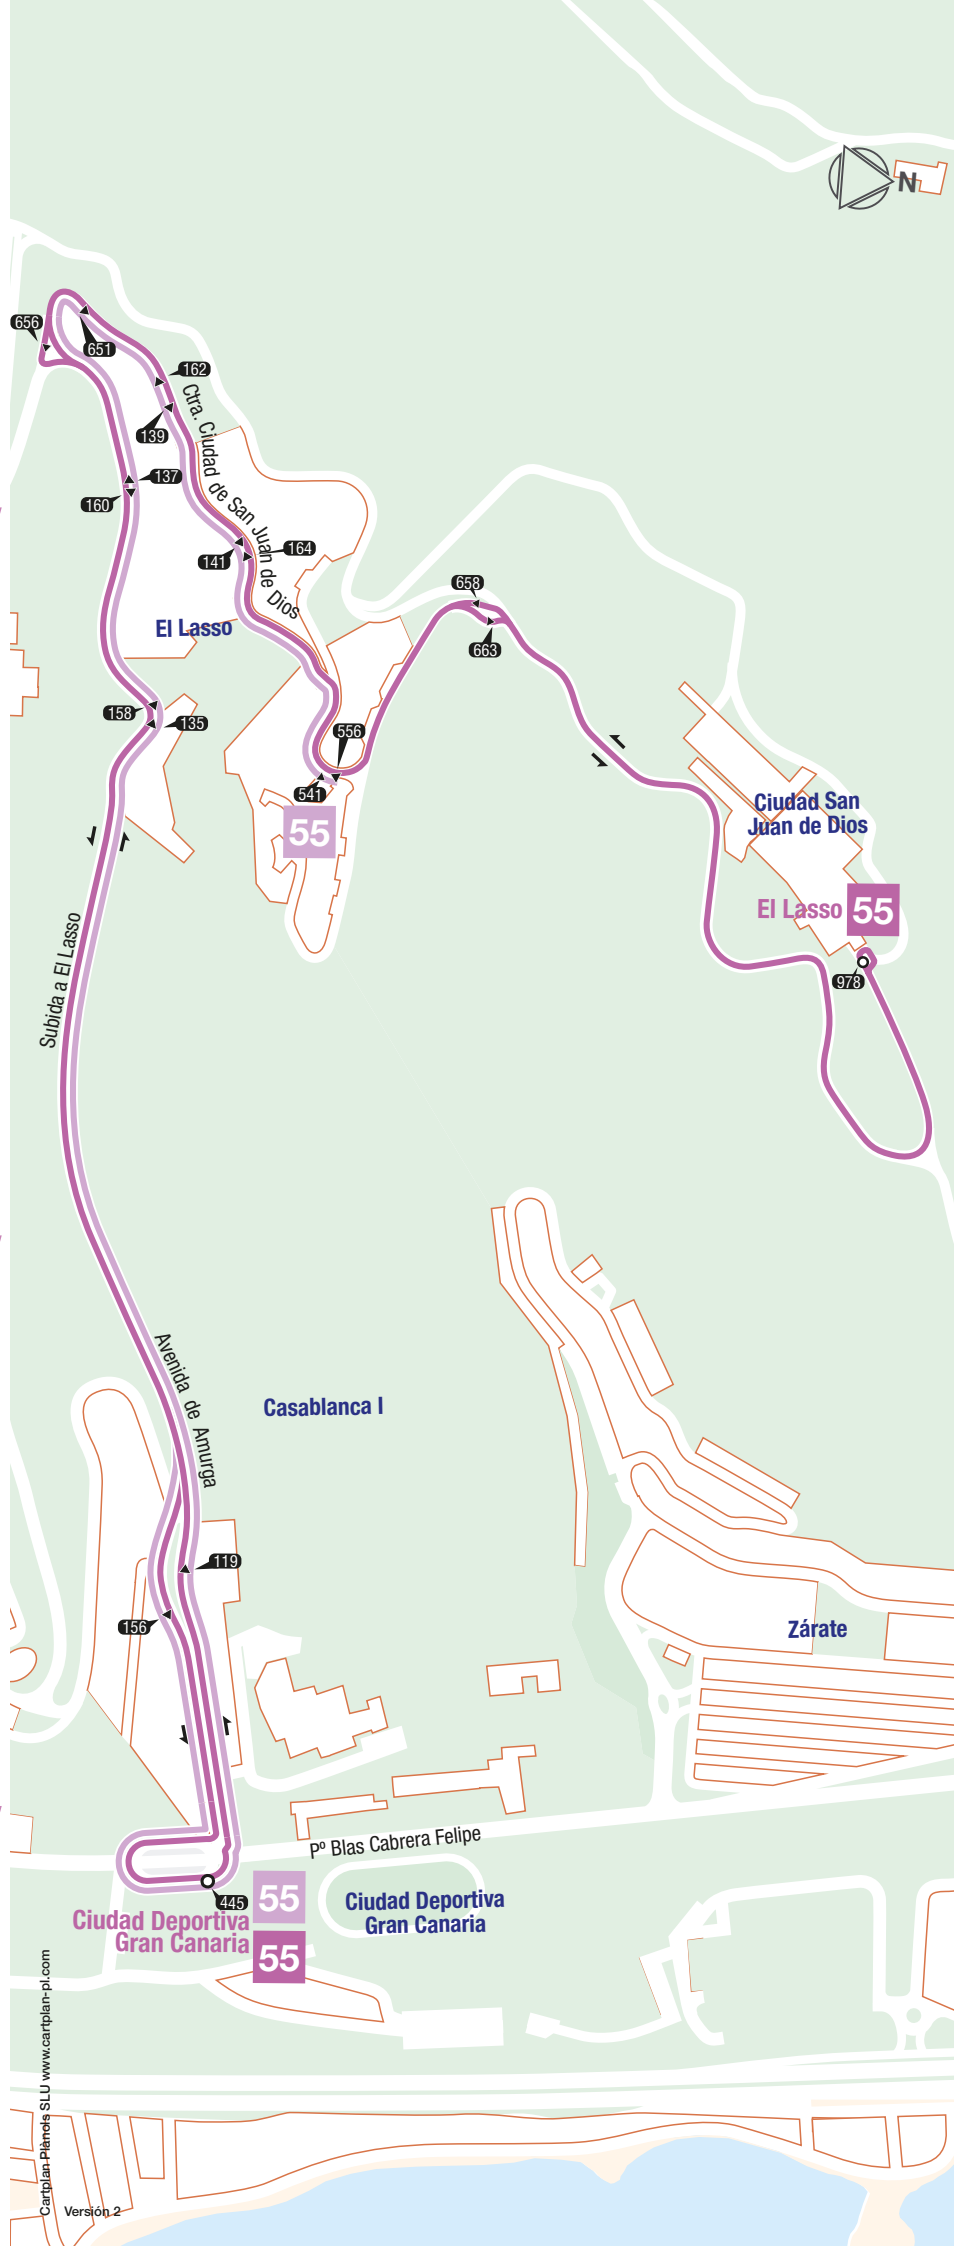 N
656
651
162
139
Ctra. Ciudad de San Juan de Dios
137
160
141
164
658
El Lasso
663
158
135
556
541
55
Ciudad San
Juan de Dios
El Lasso
55
978
Subida a El Lasso
Avenida de Amurga
Casablanca I
119
156
Zárate
Pº Blas Cabrera Felipe
445
55
Ciudad Deportiva
Gran Canaria
Ciudad Deportiva
Gran Canaria
55
Cartplan Plànols SLU www.cartplan-pl.com
Versión 2